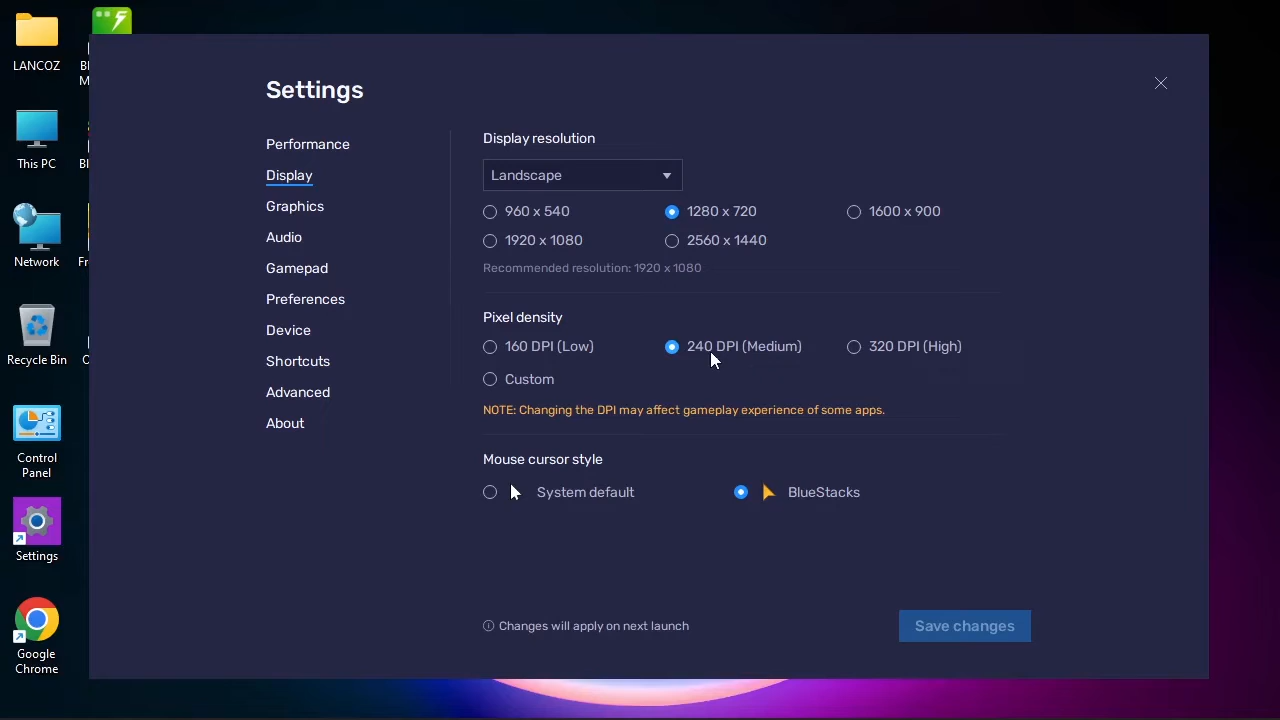 LANCOZ
This PC
Network
Recycle Bin
Control
Panel
Settings
Google
Chrome
Settings
Performance
Display
Graphics
Audio
Gamepad
Preferences
Device
Shortcuts
Advanced
About
Display resolution
Landscape
960 x 540 1280 x 720 1600 x 900
1920 x 1080 2560 x 1440
Recommended resolution: 1920 x 1080
Pixel density
160 DPI (Low) 240 DPI (Medium) 320 DPI (High)
Custom
NOTE: Changing the DPI may affect gameplay experience of some apps.
Mouse cursor style
System default BlueStacks
Changes will apply on next launch
Save changes